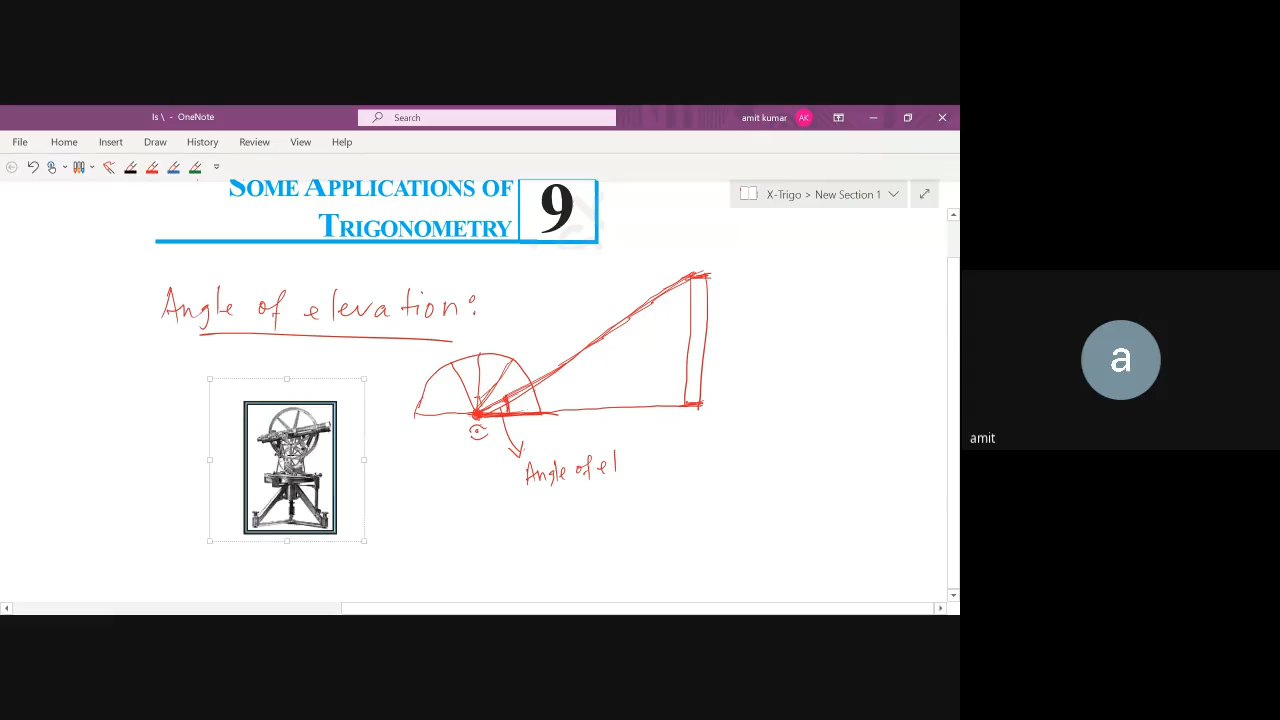 Is \ - OneNote
Search
amit kumar
AK
File
Home
Insert
Draw
History
Review
View
Help
X-Trigo > New Section 1
SOME APPLICATIONS OF
TRIGONOMETRY
9
Angle of elevation:
Angle of el
a
amit